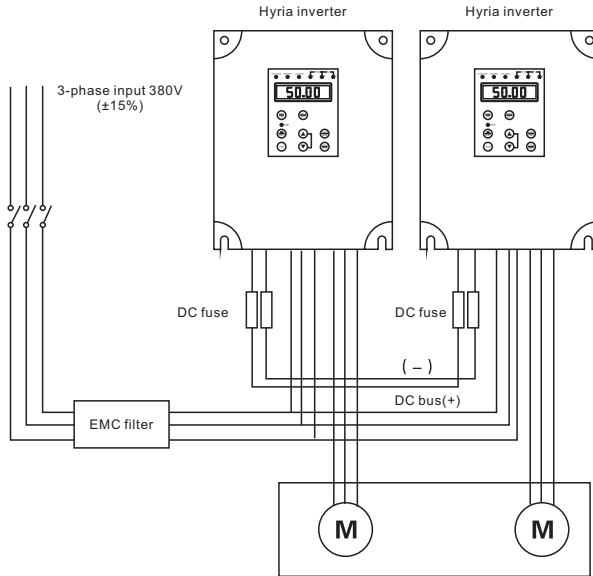 Hyria inverter
Hyria inverter
3-phase input 380V
(±15%)
50.00
50.00
DC fuse
DC fuse
( – )
DC bus(+)
EMC filter
M
M